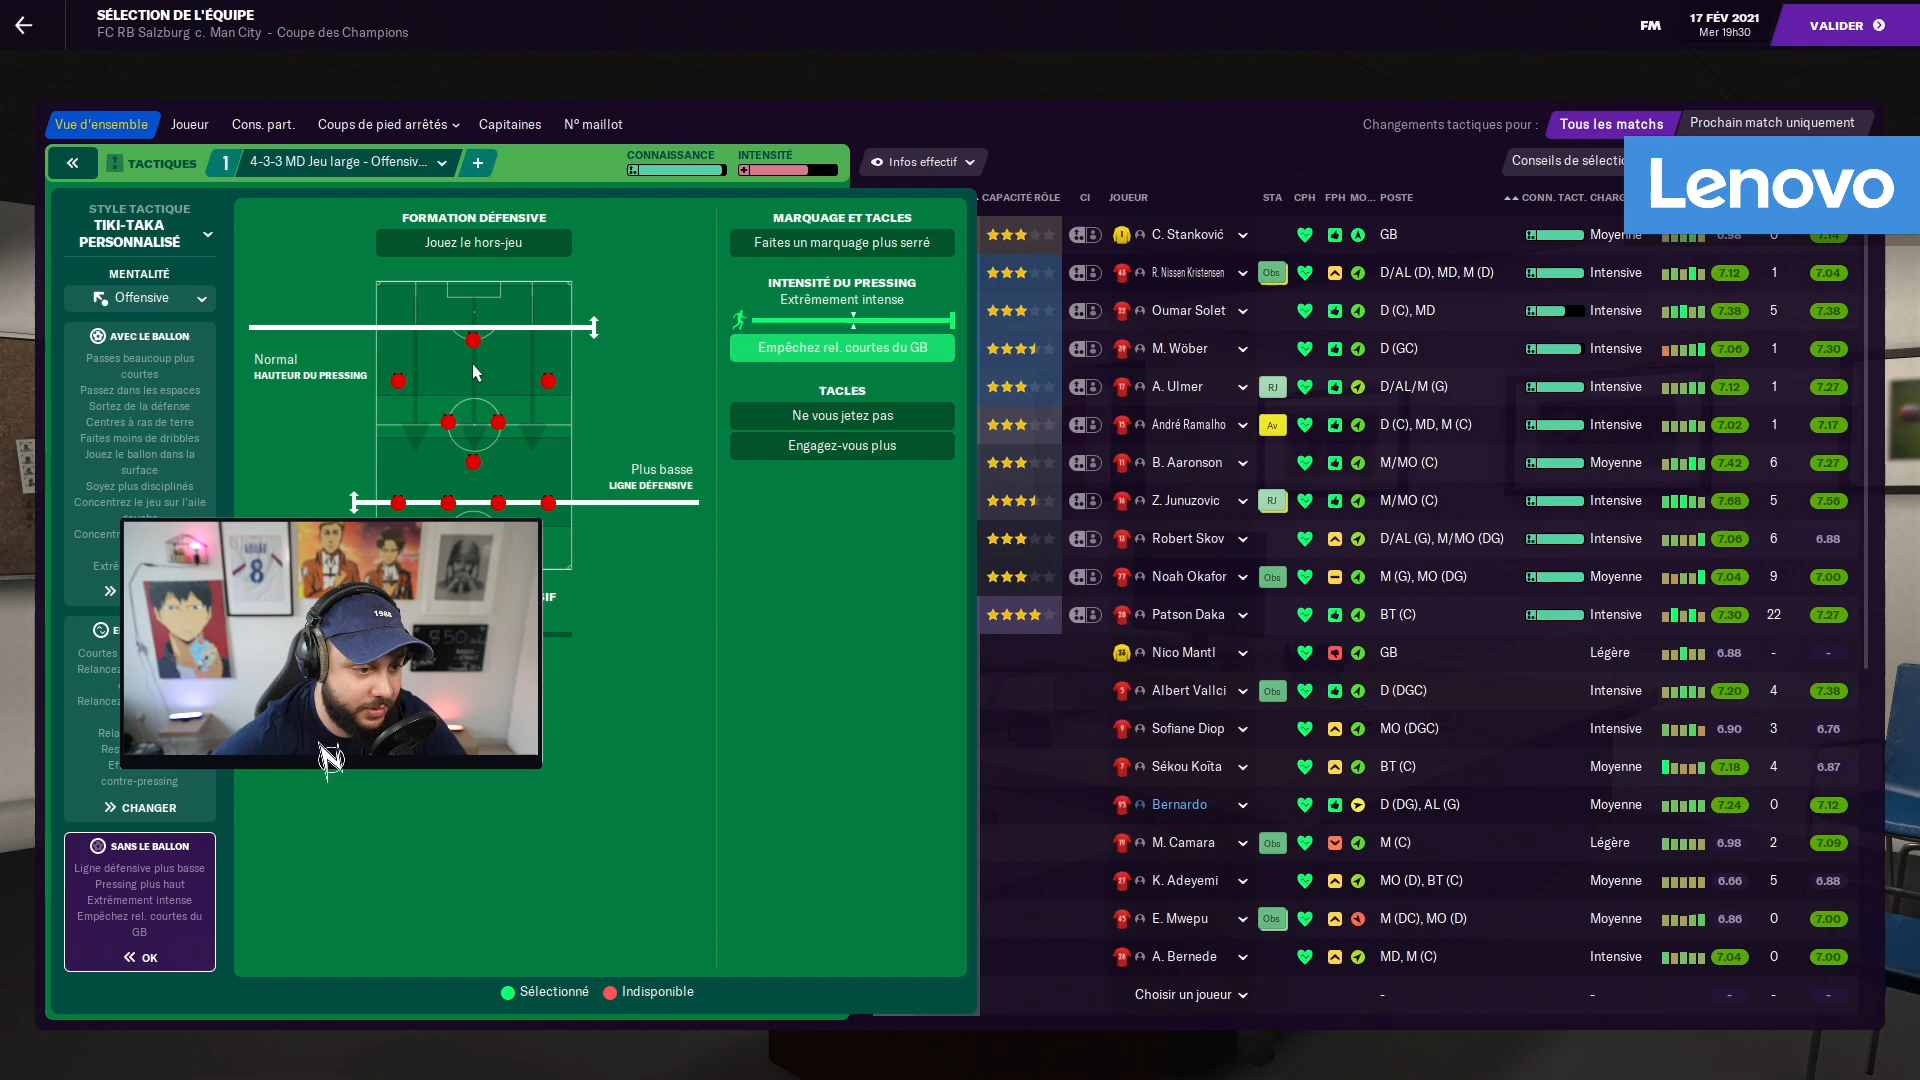 SÉLECTION DE L'ÉQUIPE
FC RB Salzburg c. Man City - Coupe des Champions
FM
17 FÉV 2021
Mer 19h30
VALIDER
Vue d'ensemble
Joueur
Cons. part.
Coups de pied arrêtés
Capitaines
N° maillot
Changements tactiques pour :
Tous les matchs
Prochain match uniquement
TACTIQUES
1
4-3-3 MD Jeu large - Offensiv...
CONNAISSANCE
INTENSITÉ
Infos effectif
Conseils de sélectio
Lenovo
STYLE TACTIQUE
TIKI-TAKA
PERSONNALISÉ
MENTALITÉ
Offensive
AVEC LE BALLON
Passes beaucoup plus
courtes
Passez dans les espaces
Sortez de la défense
Centres à ras de terre
Faites moins de dribbles
Jouez le ballon dans la
surface
Soyez plus disciplinés
Concentrez le jeu sur l'aile
SANS LE BALLON
Ligne défensive plus basse
Pressing plus haut
Extrêmement intense
Empêchez rel. courtes du
GB
OK
contre-pressing
CHANGER
FORMATION DÉFENSIVE
Jouez le hors-jeu
Normal
HAUTEUR DU PRESSING
Plus basse
LIGNE DÉFENSIVE
MARQUAGE ET TACLES
Faites un marquage plus serré
INTENSITÉ DU PRESSING
Extrêmement intense
Empêchez rel. courtes du GB
TACLES
Ne vous jetez pas
Engagez-vous plus
Sélectionné
Indisponible
1988
CAPACITÉ RÔLE CI JOUEUR STA CPH FPH MO... POSTE CONN. TACT. CHARG
C. Stanković GB Moyenne 6.98 0 7.14
R. Nissen Kristensen Obs D/AL (D), MD, M (D) Intensive 7.12 1 7.04
Oumar Solet D (C), MD Intensive 7.38 5 7.38
M. Wöber D (GC) Intensive 7.06 1 7.30
A. Ulmer RJ D/AL/M (G) Intensive 7.12 1 7.27
André Ramalho Av D (C), MD, M (C) Intensive 7.02 1 7.17
B. Aaronson M/MO (C) Moyenne 7.42 6 7.27
Z. Junuzovic RJ M/MO (C) Intensive 7.68 5 7.56
Robert Skov D/AL (G), M/MO (DG) Intensive 7.06 6 6.88
Noah Okafor Obs M (G), MO (DG) Moyenne 7.04 9 7.00
Patson Daka BT (C) Intensive 7.30 22 7.27
Nico Mantl GB Légère 6.88 - -
Albert Vallci Obs D (DGC) Intensive 7.20 4 7.38
Sofiane Diop MO (DGC) Intensive 6.90 3 6.76
Sékou Koïta BT (C) Moyenne 7.18 4 6.87
Bernardo D (DG), AL (G) Moyenne 7.24 0 7.12
M. Camara Obs M (C) Légère 6.98 2 7.09
K. Adeyemi MO (D), BT (C) Moyenne 6.66 5 6.88
E. Mwepu Obs M (DC), MO (D) Moyenne 6.86 0 7.00
A. Bernede MD, M (C) Intensive 7.04 0 7.00
Choisir un joueur - - - - -